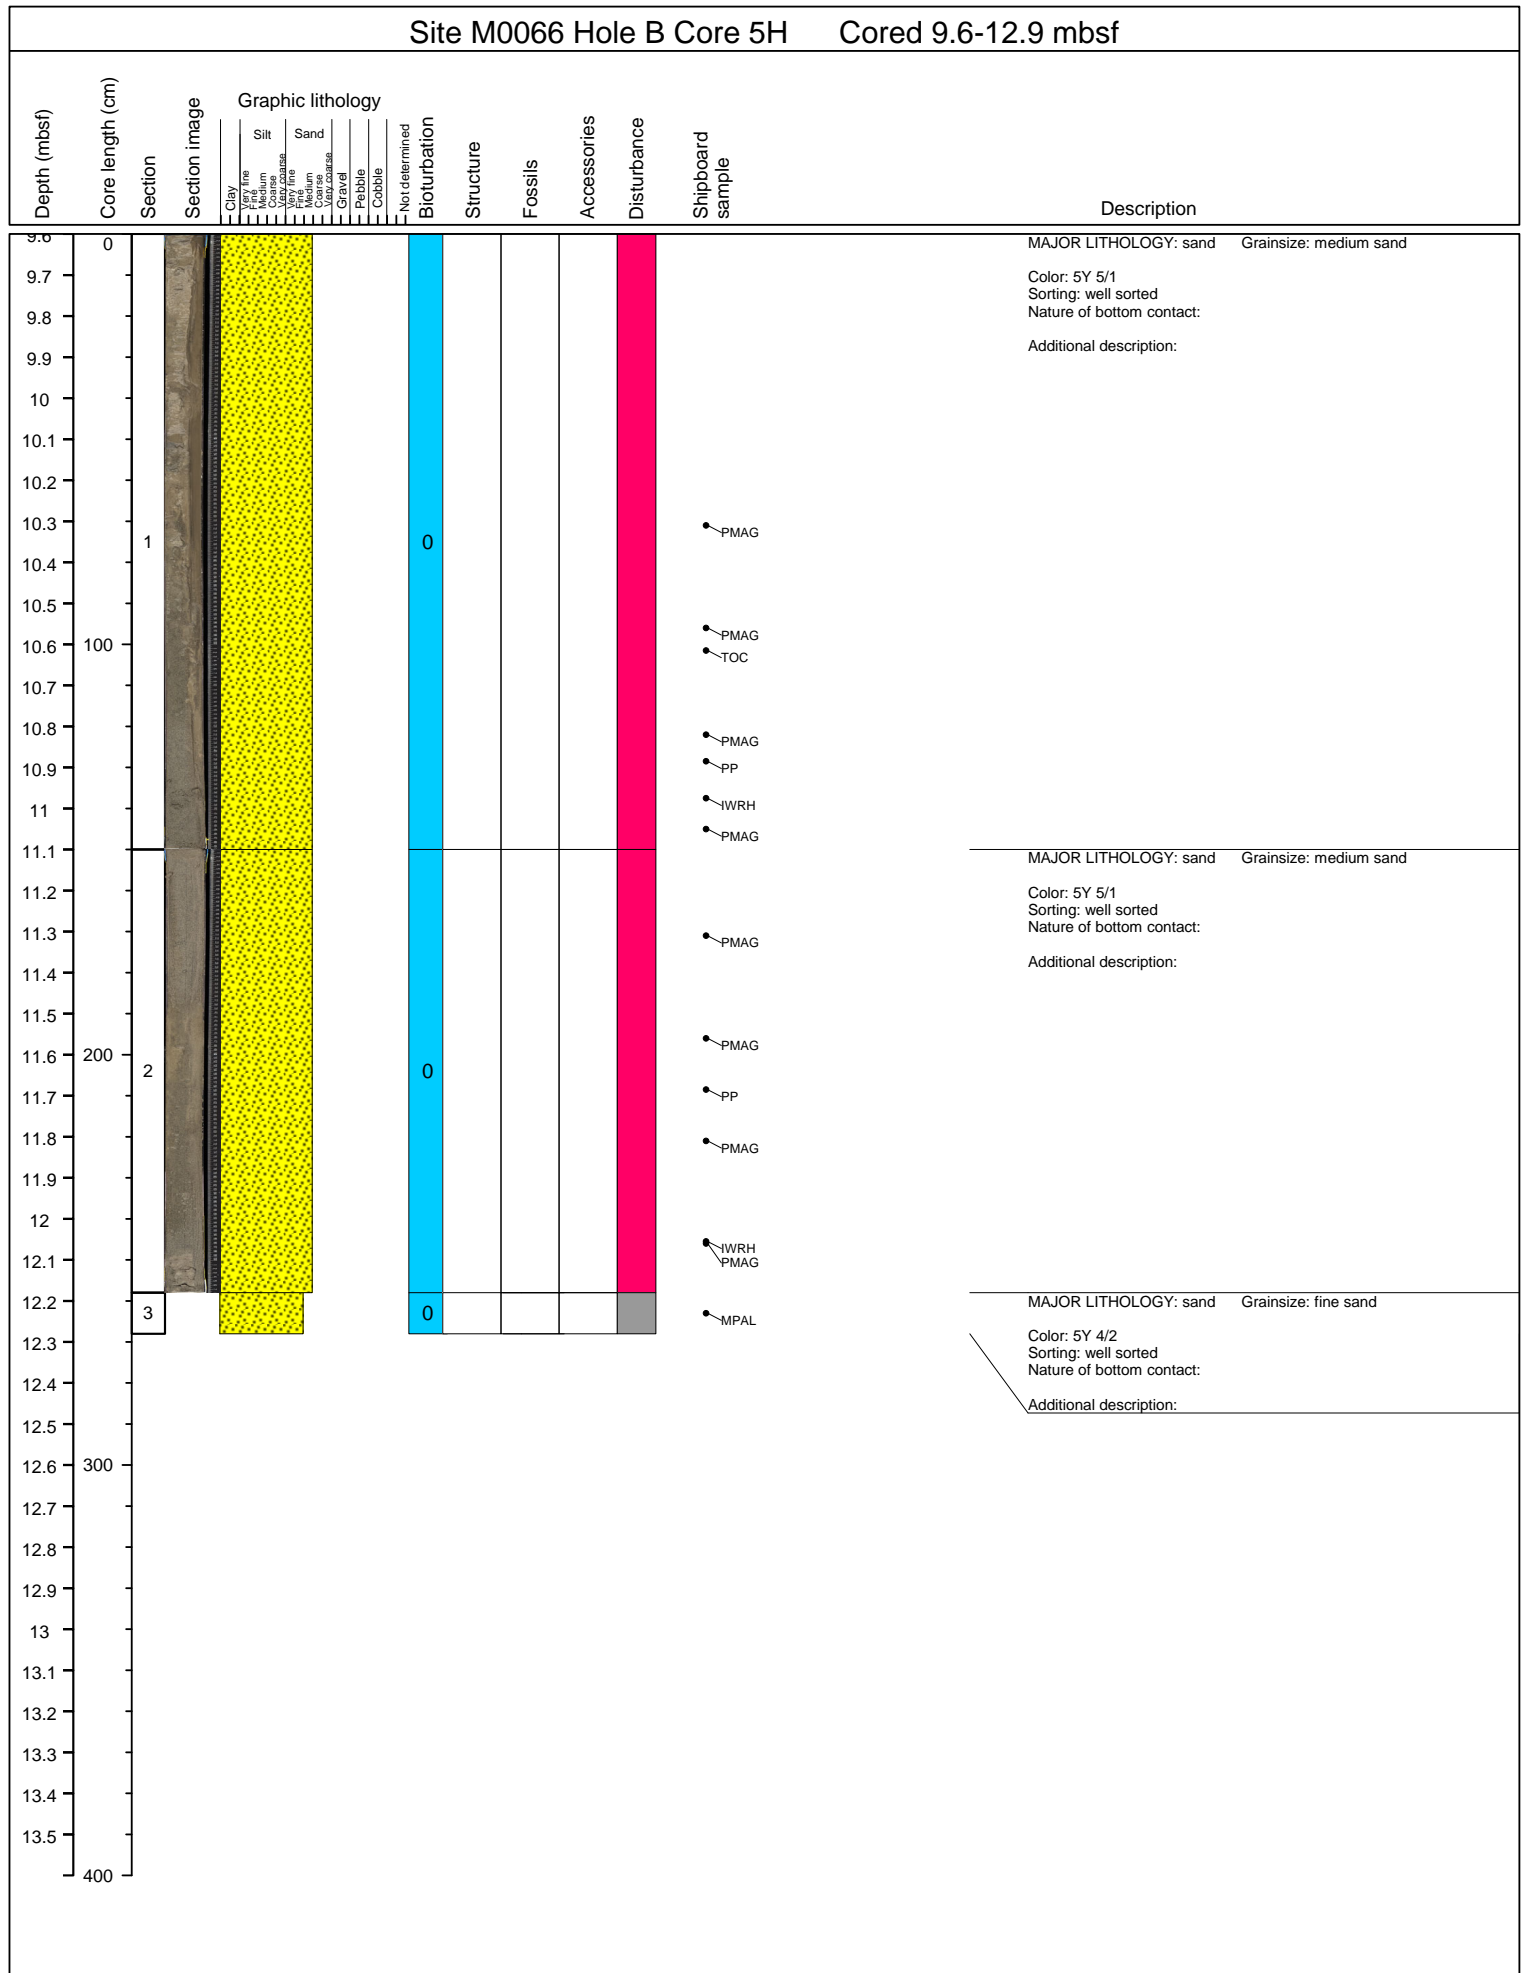 Site M0066 Hole B Core 5H Cored 9.6-12.9 mbsf
Depth (mbsf)
Core length (cm)
Section
Section image
Graphic lithology
Clay
Silt
Very fine
Fine
Medium
Coarse
Very coarse
Sand
Very fine
Fine
Medium
Coarse
Very coarse
Gravel
Pebble
Cobble
Not determined
Bioturbation
Structure
Fossils
Accessories
Disturbance
Shipboard
sample
Description
9.6
9.7
9.8
9.9
10
10.1
10.2
10.3
10.4
10.5
10.6
10.7
10.8
10.9
11
11.1
11.2
11.3
11.4
11.5
11.6
11.7
11.8
11.9
12
12.1
12.2
12.3
12.4
12.5
12.6
12.7
12.8
12.9
13
13.1
13.2
13.3
13.4
13.5
0
100
200
300
400
1
2
3
0
0
0
PMAG
PMAG
TOC
PMAG
PP
IWRH
PMAG
PMAG
PMAG
PP
PMAG
IWRH
PMAG
MPAL
MAJOR LITHOLOGY: sand Grainsize: medium sand
Color: 5Y 5/1
Sorting: well sorted
Nature of bottom contact:
Additional description:
MAJOR LITHOLOGY: sand Grainsize: medium sand
Color: 5Y 5/1
Sorting: well sorted
Nature of bottom contact:
Additional description:
MAJOR LITHOLOGY: sand Grainsize: fine sand
Color: 5Y 4/2
Sorting: well sorted
Nature of bottom contact:
Additional description: